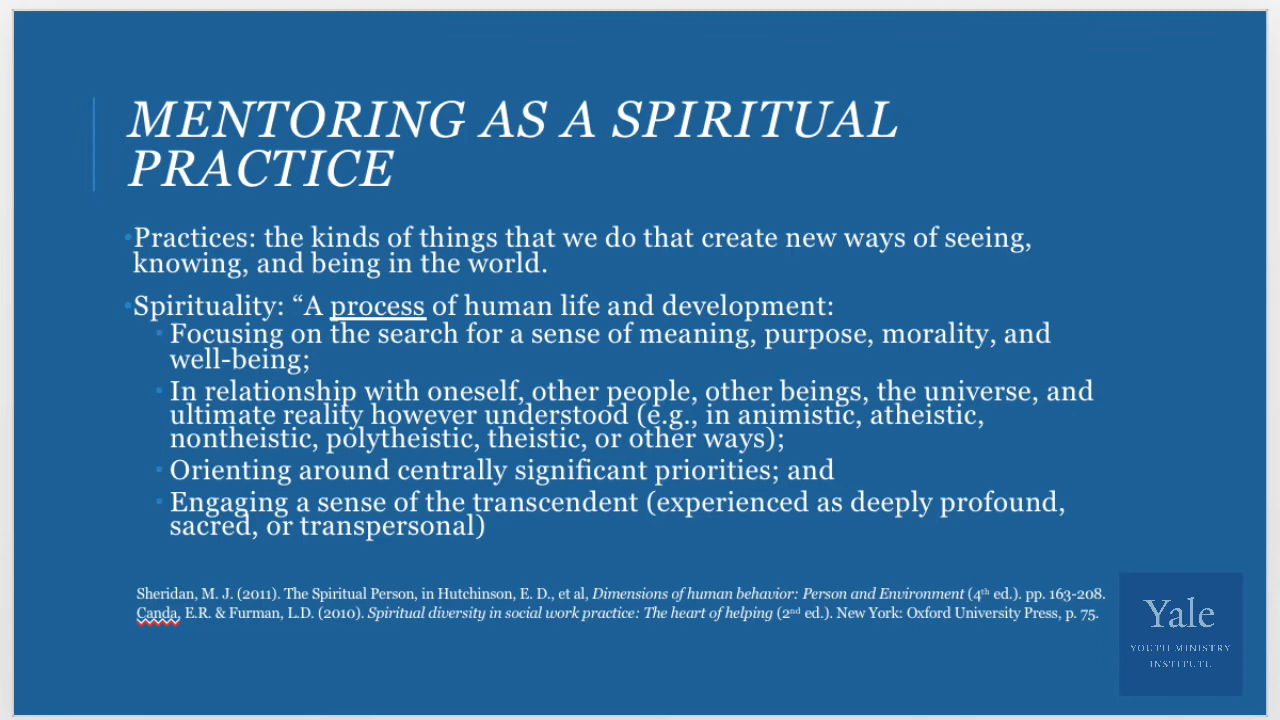 MENTORING AS A SPIRITUAL
PRACTICE
•Practices: the kinds of things that we do that create new ways of seeing,
knowing, and being in the world.
•Spirituality: “A process of human life and development:
▪ Focusing on the search for a sense of meaning, purpose, morality, and
well-being;
▪ In relationship with oneself, other people, other beings, the universe, and
ultimate reality however understood (e.g., in animistic, atheistic,
nontheistic, polytheistic, theistic, or other ways);
▪ Orienting around centrally significant priorities; and
▪ Engaging a sense of the transcendent (experienced as deeply profound,
sacred, or transpersonal)
Sheridan, M. J. (2011). The Spiritual Person, in Hutchinson, E. D., et al, Dimensions of human behavior: Person and Environment (4th ed.). pp. 163-208.
Canda, E.R. & Furman, L.D. (2010). Spiritual diversity in social work practice: The heart of helping (2nd ed.). New York: Oxford University Press, p. 75.
Yale
YOUTH MINISTRY
INSTITUTE